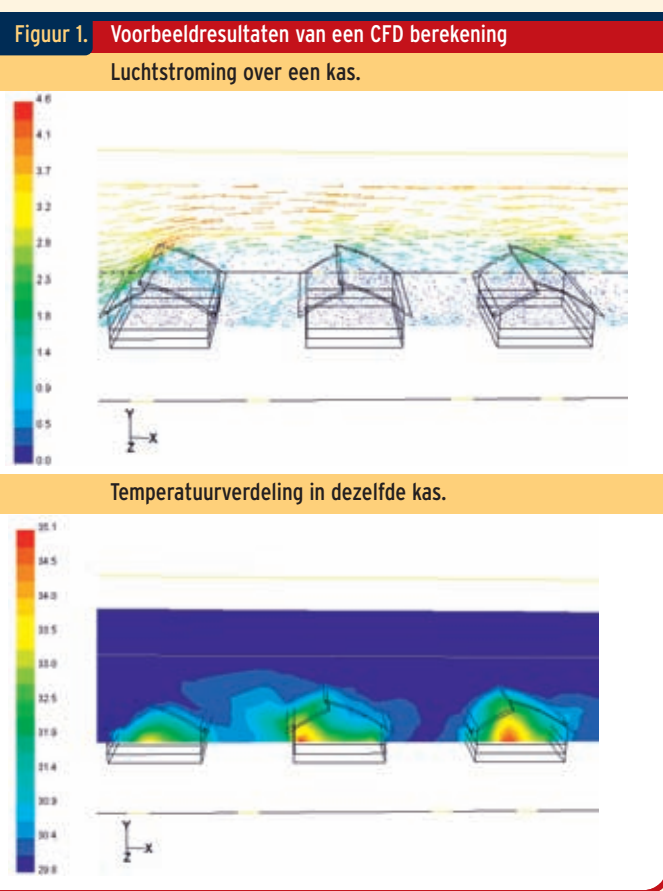 Figuur 1. Voorbeeldresultaten van een CFD berekening
Luchtstroming over een kas.
4.6
4.1
3.7
3.2
2.8
2.3
1.8
1.4
0.9
0.5
0.0
Y
X
Z
Temperatuurverdeling in dezelfde kas.
35.1
34.5
34.0
33.5
33.0
32.5
31.9
31.4
30.9
30.4
29.8
Y
X
Z